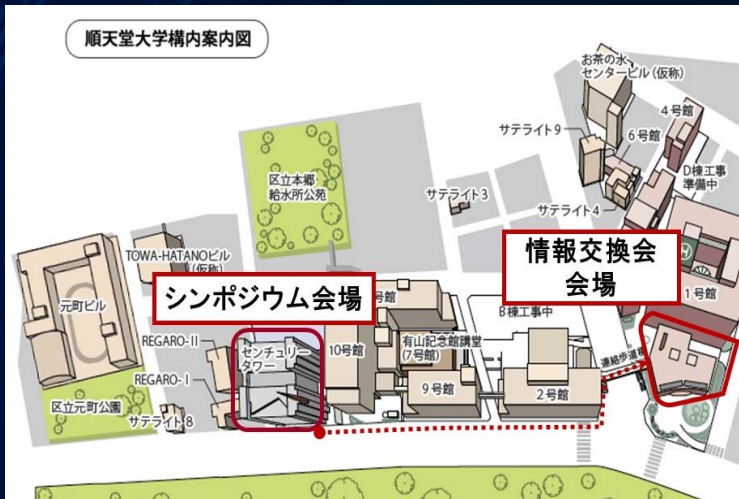 順天堂大学構内案内図
お茶の水
センタービル(仮称)
4号館
サテライト9
6号館
D棟工事
準備中
区立本郷
給水所公苑
サテライト3
サテライト4
TOWA-HATANOビル
(仮称)
情報交換会
会場
元町ビル
シンポジウム会場
号館
1号館
B棟工事中
REGARO-II
センチュリー
タワー
10号館
有山記念館講堂
(7号館)
連絡歩道橋
REGARO-I
9号館
2号館
区立元町公園
サテライト8